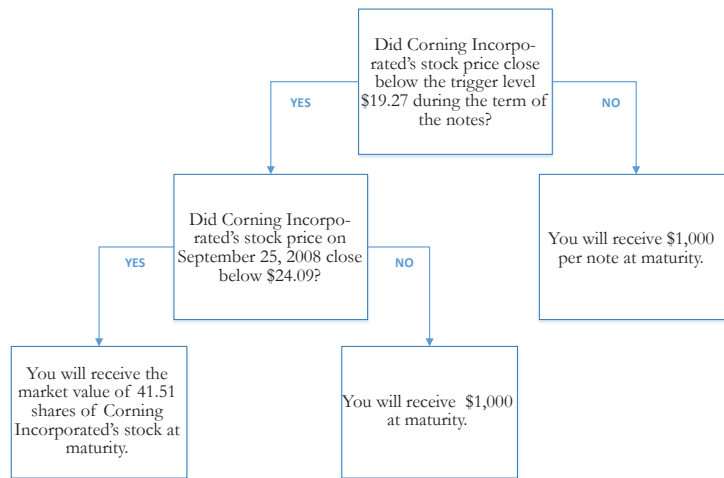 Did Corning Incorpo-
rated's stock price close
below the trigger level
$19.27 during the term of
the notes?
YES
NO
Did Corning Incorpo-
rated's stock price on
September 25, 2008 close
below $24.09?
You will receive $1,000
per note at maturity.
YES
NO
You will receive the
market value of 41.51
shares of Corning
Incorporated's stock at
maturity.
You will receive $1,000
at maturity.